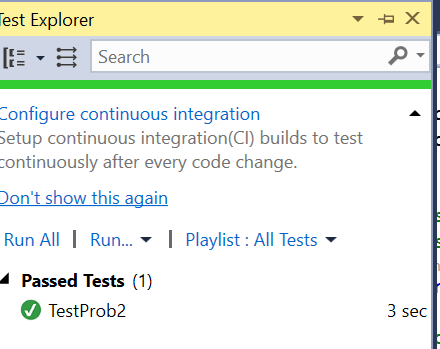 Test Explorer
Search
Configure continuous integration
Setup continuous integration(CI) builds to test
continuously after every code change.
Don't show this again
Run All | Run... | Playlist : All Tests
Passed Tests (1)
TestProb2 3 sec